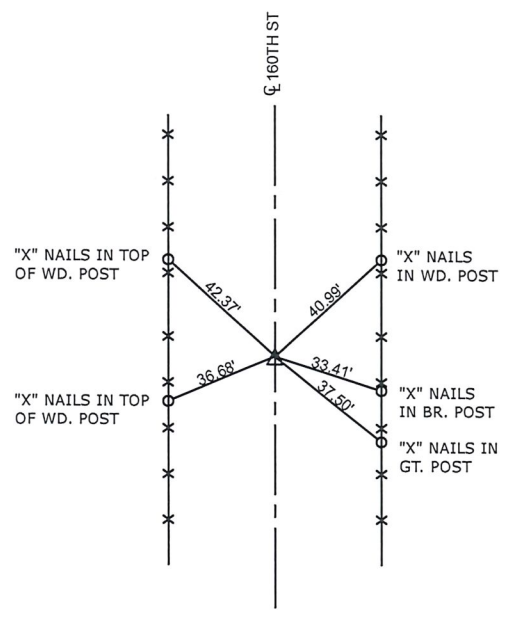 ℄ 160TH ST
"X" NAILS IN TOP
OF WD. POST
42.37'
40.99'
"X" NAILS
IN WD. POST
36.68'
33.41'
37.50'
"X" NAILS IN TOP
OF WD. POST
"X" NAILS
IN BR. POST
"X" NAILS IN
GT. POST